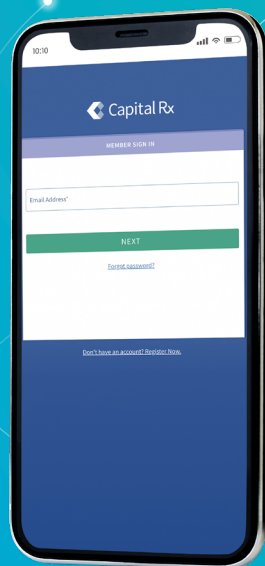 10:10
Capital Rx
MEMBER SIGN IN
Email Address*
NEXT
Forgot password?
Don't have an account? Register Now.